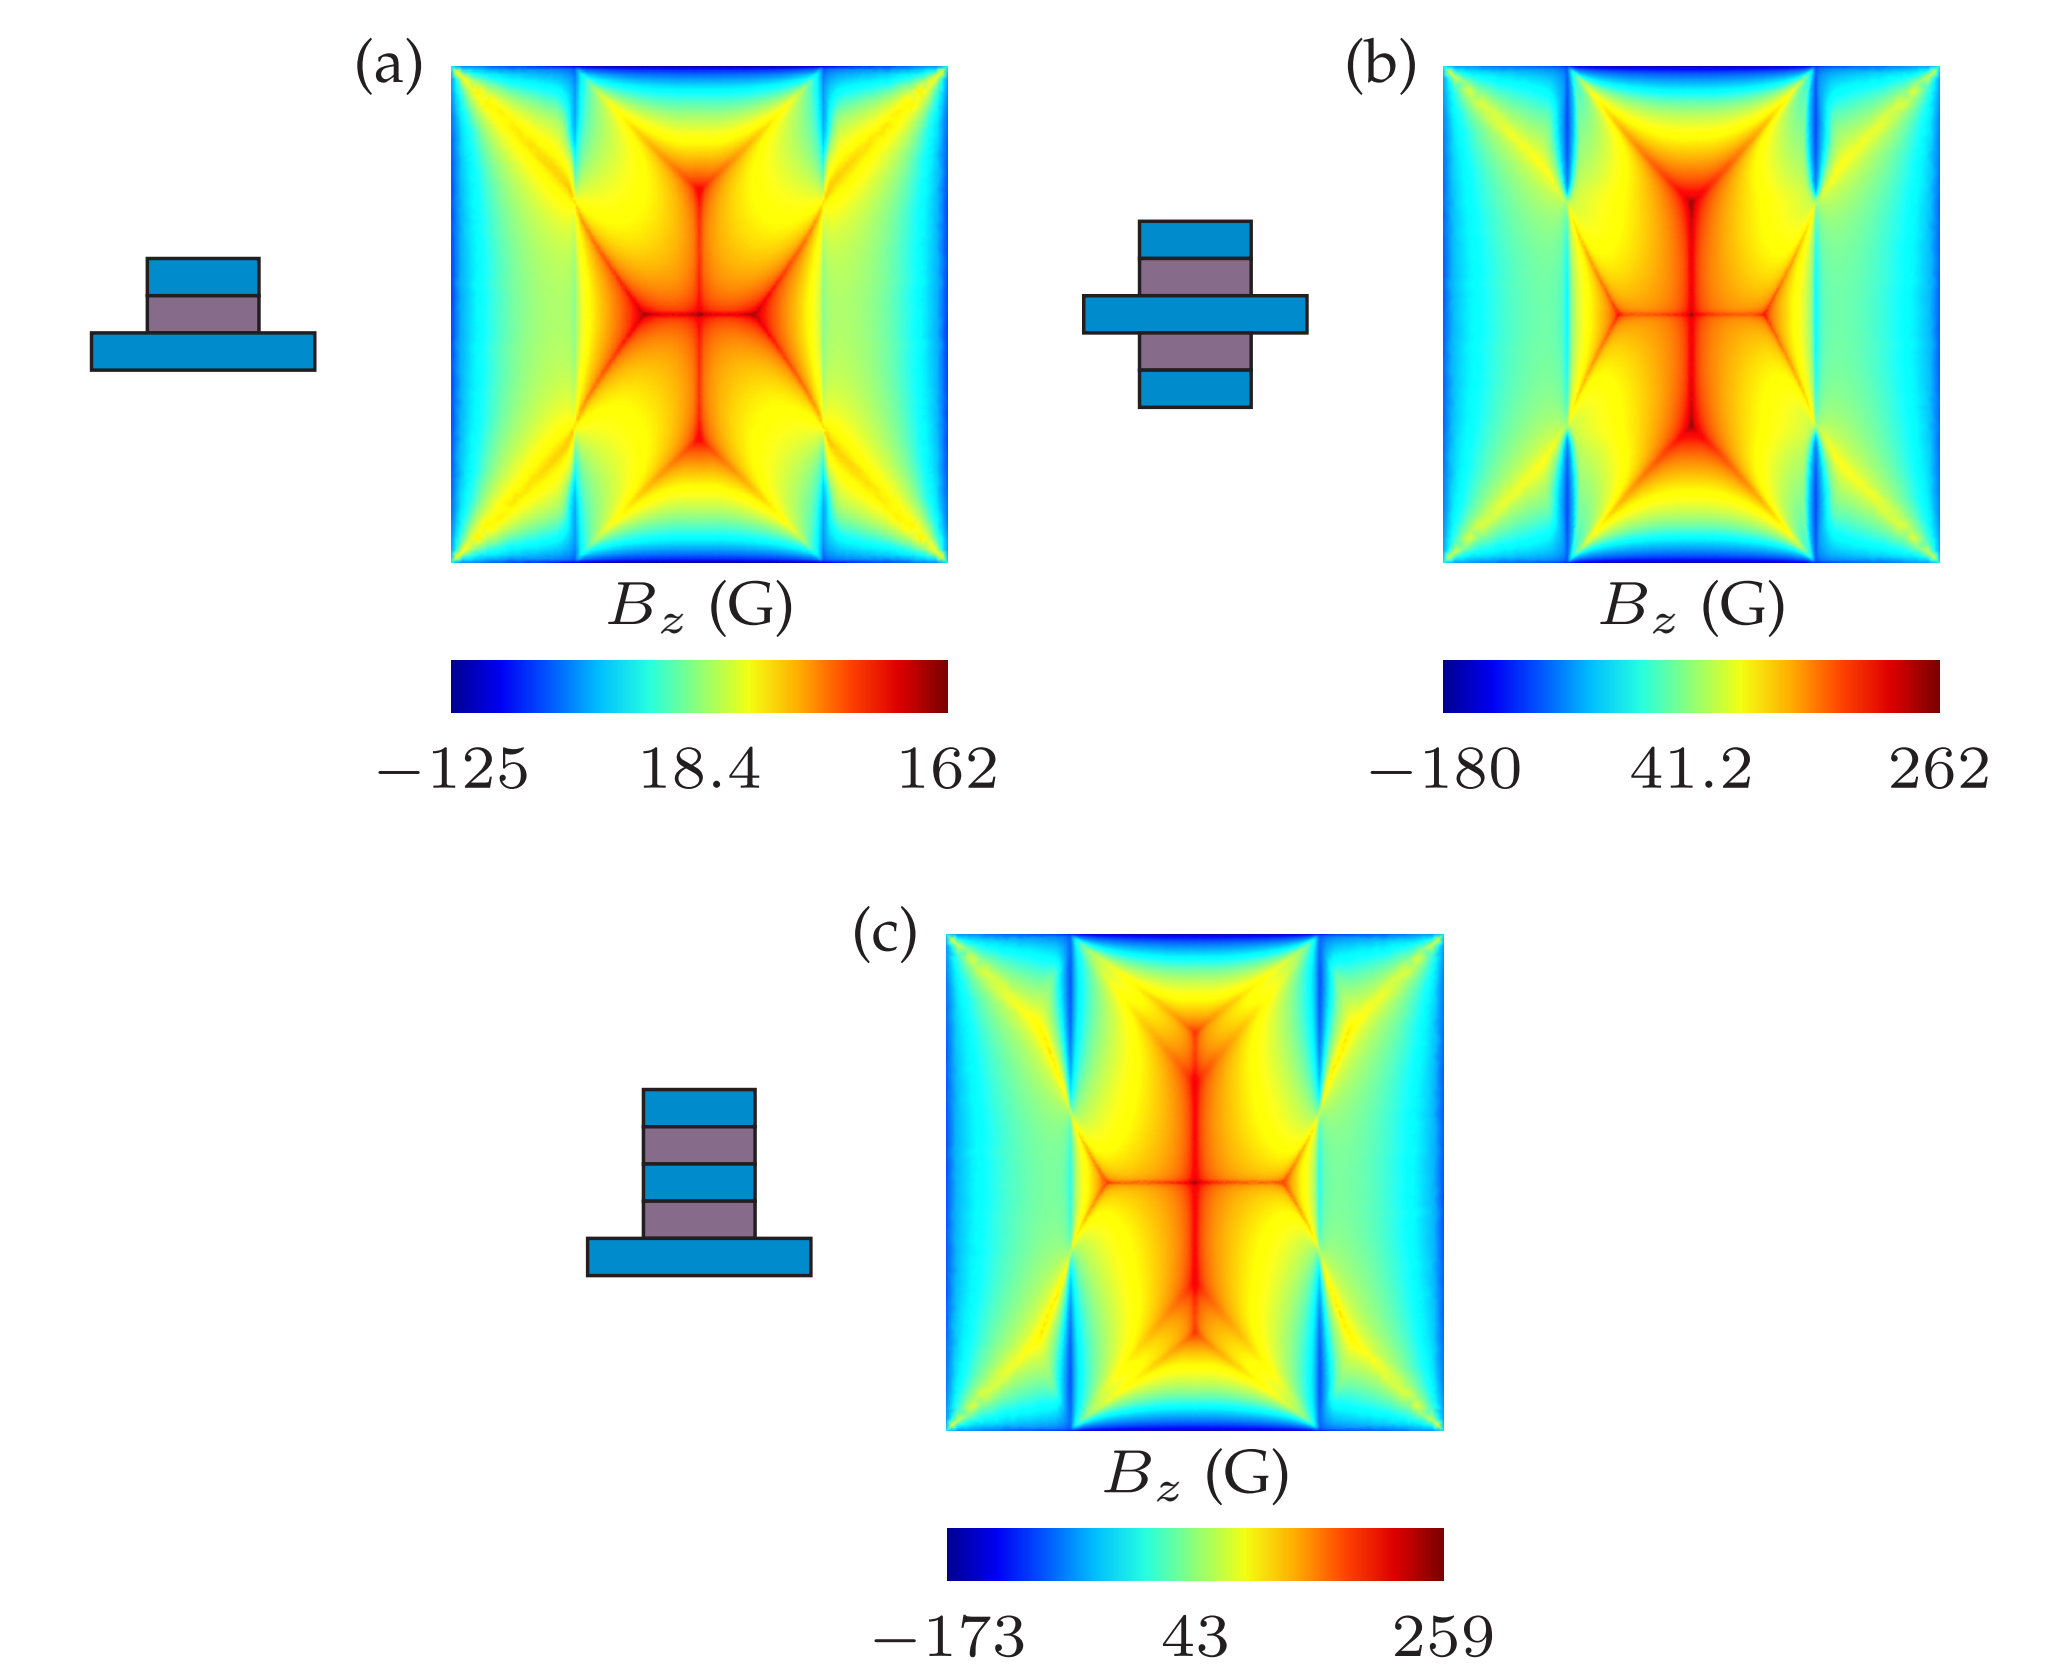 (a)
(b)
B_z (G)
B_z (G)
−125 18.4 162
−180 41.2 262
(c)
B_z (G)
−173 43 259